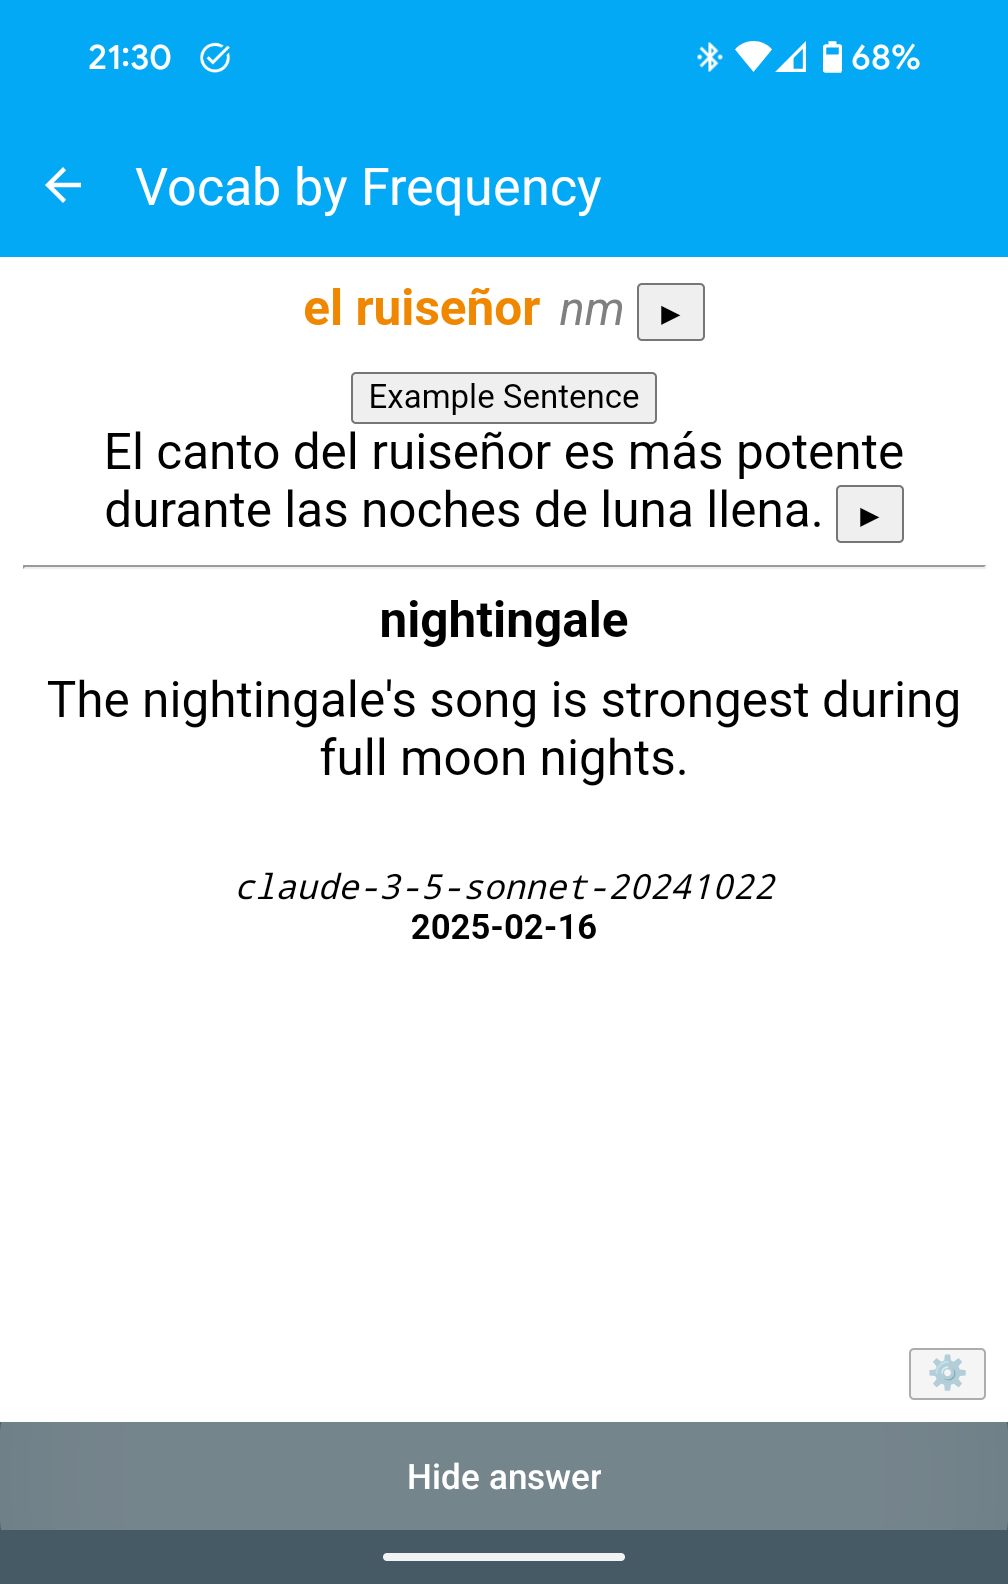 21:30 68%
Vocab by Frequency
el ruiseñor nm
Example Sentence
El canto del ruiseñor es más potente
durante las noches de luna llena.
nightingale
The nightingale's song is strongest during
full moon nights.
claude-3-5-sonnet-20241022
2025-02-16
Hide answer